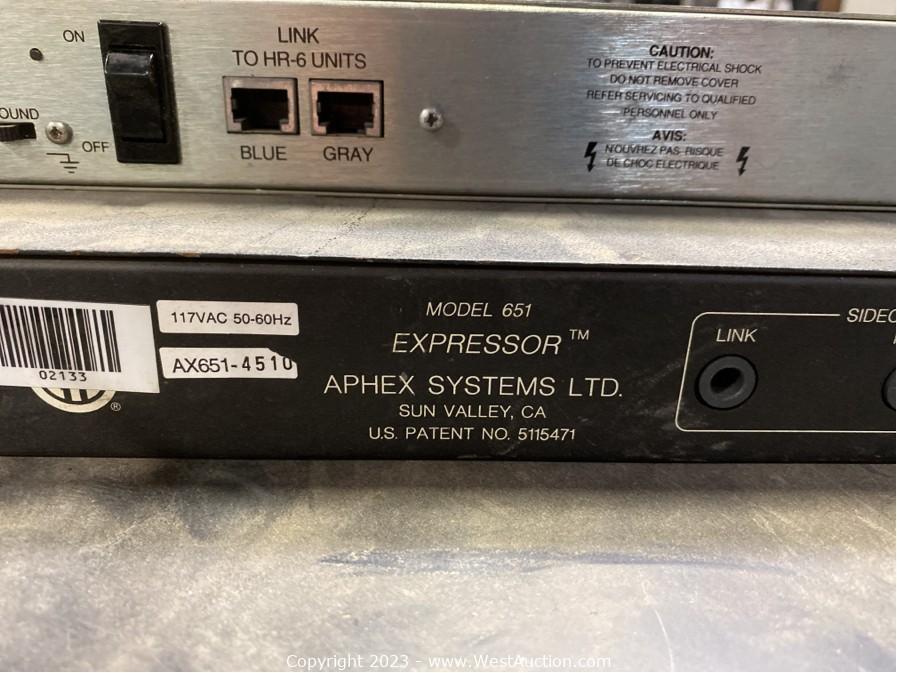 ON
OFF
OUND
LINK
TO HR-6 UNITS
BLUE GRAY
CAUTION:
TO PREVENT ELECTRICAL SHOCK
DO NOT REMOVE COVER
REFER SERVICING TO QUALIFIED
PERSONNEL ONLY
AVIS:
N'OUVREZ PAS-RISQUE
DE CHOC ELECTRIQUE
02133
®
117VAC 50-60Hz
AX651-4510
MODEL 651
EXPRESSOR™
APHEX SYSTEMS LTD.
SUN VALLEY, CA
U.S. PATENT NO. 5115471
SIDEC
LINK
Copyright 2023 - www.WestAuction.com